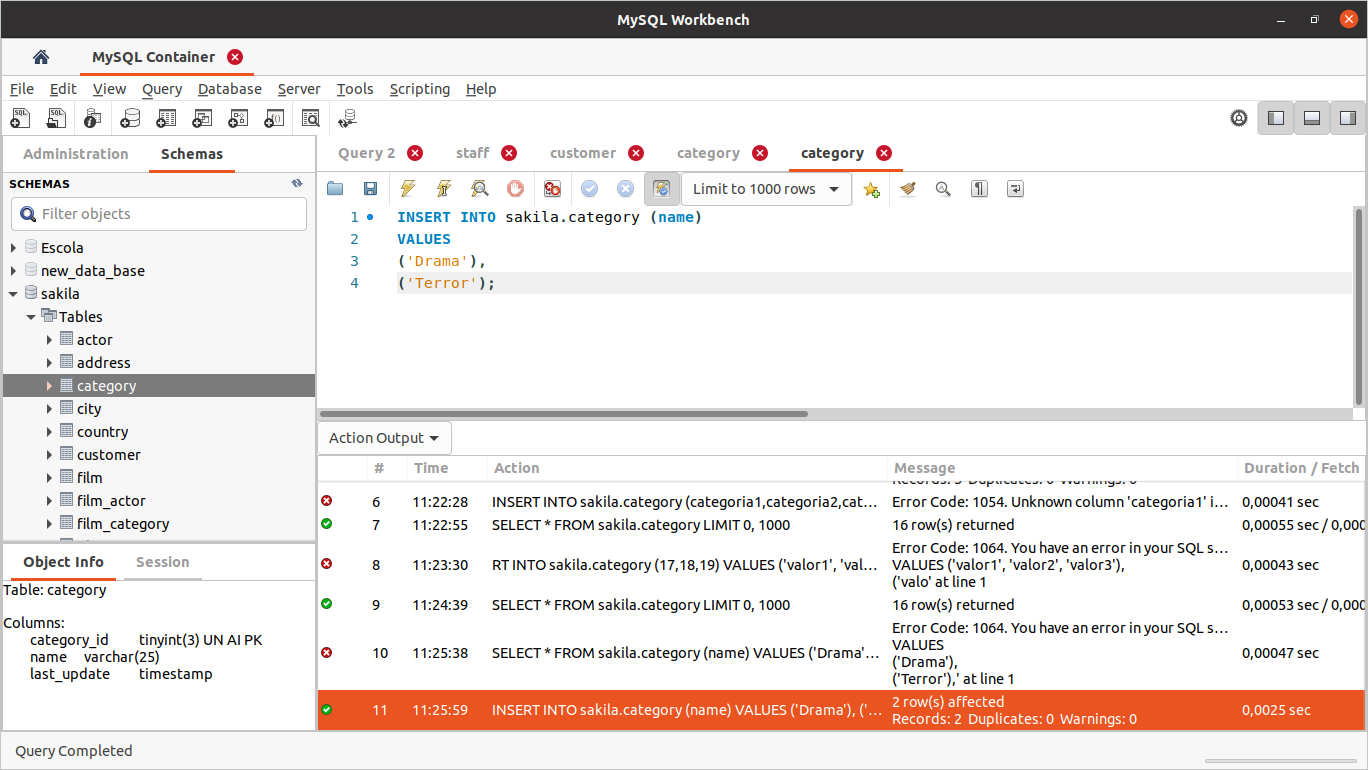 MySQL Workbench
MySQL Container
File Edit View Query Database Server Tools Scripting Help
Administration Schemas
SCHEMAS
Filter objects
Escola
new_data_base
sakila
Tables
actor
address
category
city
country
customer
film
film_actor
film_category
Object Info Session
Table: category
Columns:
category_id tinyint(3) UN AI PK
name varchar(25)
last_update timestamp
Query 2 staff customer category category
Limit to 1000 rows
1 INSERT INTO sakila.category (name)
2 VALUES
3 ('Drama'),
4 ('Terror');
Action Output
# Time Action Message Duration / Fetch
Records: 3 Duplicates: 0 Warnings: 0
6 11:22:28 INSERT INTO sakila.category (categoria1,categoria2,cat… Error Code: 1054. Unknown column 'categoria1' i… 0,00041 sec
7 11:22:55 SELECT * FROM sakila.category LIMIT 0, 1000 16 row(s) returned 0,00055 sec / 0,000
8 11:23:30 RT INTO sakila.category (17,18,19) VALUES ('valor1', 'val… Error Code: 1064. You have an error in your SQL s… 0,00043 sec
VALUES ('valor1', 'valor2', 'valor3'),
('valo' at line 1
9 11:24:39 SELECT * FROM sakila.category LIMIT 0, 1000 16 row(s) returned 0,00053 sec / 0,000
10 11:25:38 SELECT * FROM sakila.category (name) VALUES ('Drama'… Error Code: 1064. You have an error in your SQL s… 0,00047 sec
VALUES
('Drama'),
('Terror'),' at line 1
11 11:25:59 INSERT INTO sakila.category (name) VALUES ('Drama'), ('… 2 row(s) affected 0,0025 sec
Records: 2 Duplicates: 0 Warnings: 0
Query Completed